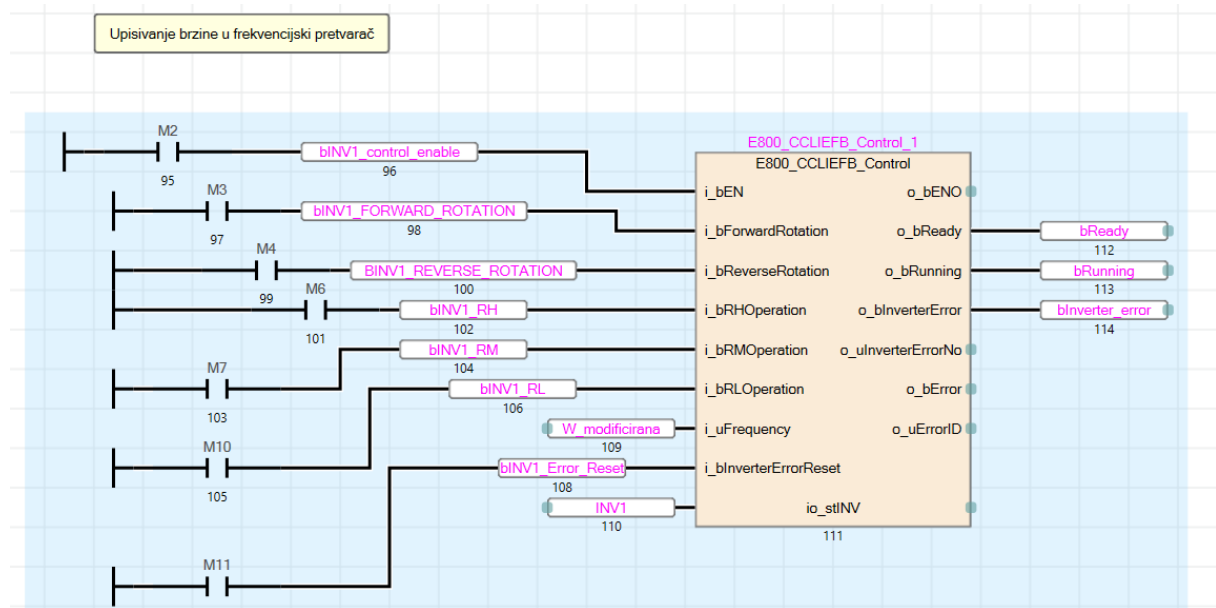 Upisivanje brzine u frekvencijski pretvarač
M2
bINV1_control_enable
95
96
E800_CCLIEFB_Control_1
E800_CCLIEFB_Control
i_bEN
o_bENO
M3
bINV1_FORWARD_ROTATION
97
98
i_bForwardRotation
o_bReady
bReady
112
M4
BINV1_REVERSE_ROTATION
99
100
i_bReverseRotation
o_bRunning
bRunning
113
M6
bINV1_RH
101
102
i_bRHOperation
o_bInverterError
bInverter_error
114
bINV1_RM
104
i_bRMOperation
o_uInverterErrorNo
M7
103
bINV1_RL
106
i_bRLOperation
o_bError
W_modificirana
109
i_uFrequency
o_uErrorID
M10
105
bINV1_Error_Reset
108
i_bInverterErrorReset
INV1
110
io_stINV
111
M11